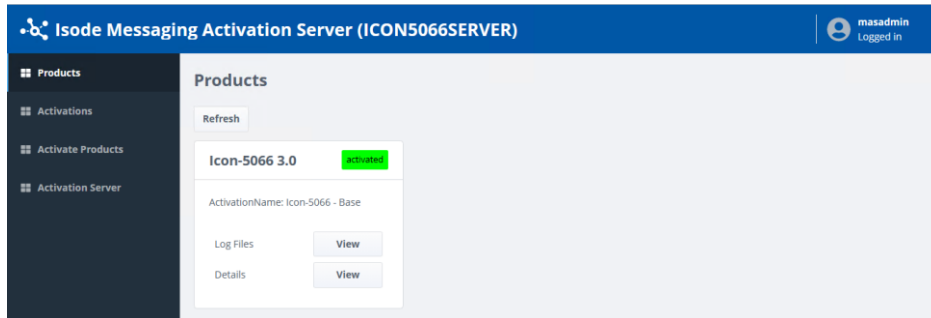 Isode Messaging Activation Server (ICON5066SERVER)
masadmin
Logged in
Products
Activations
Activate Products
Activation Server
Products
Refresh
Icon-5066 3.0 activated
ActivationName: Icon-5066 - Base
Log Files View
Details View